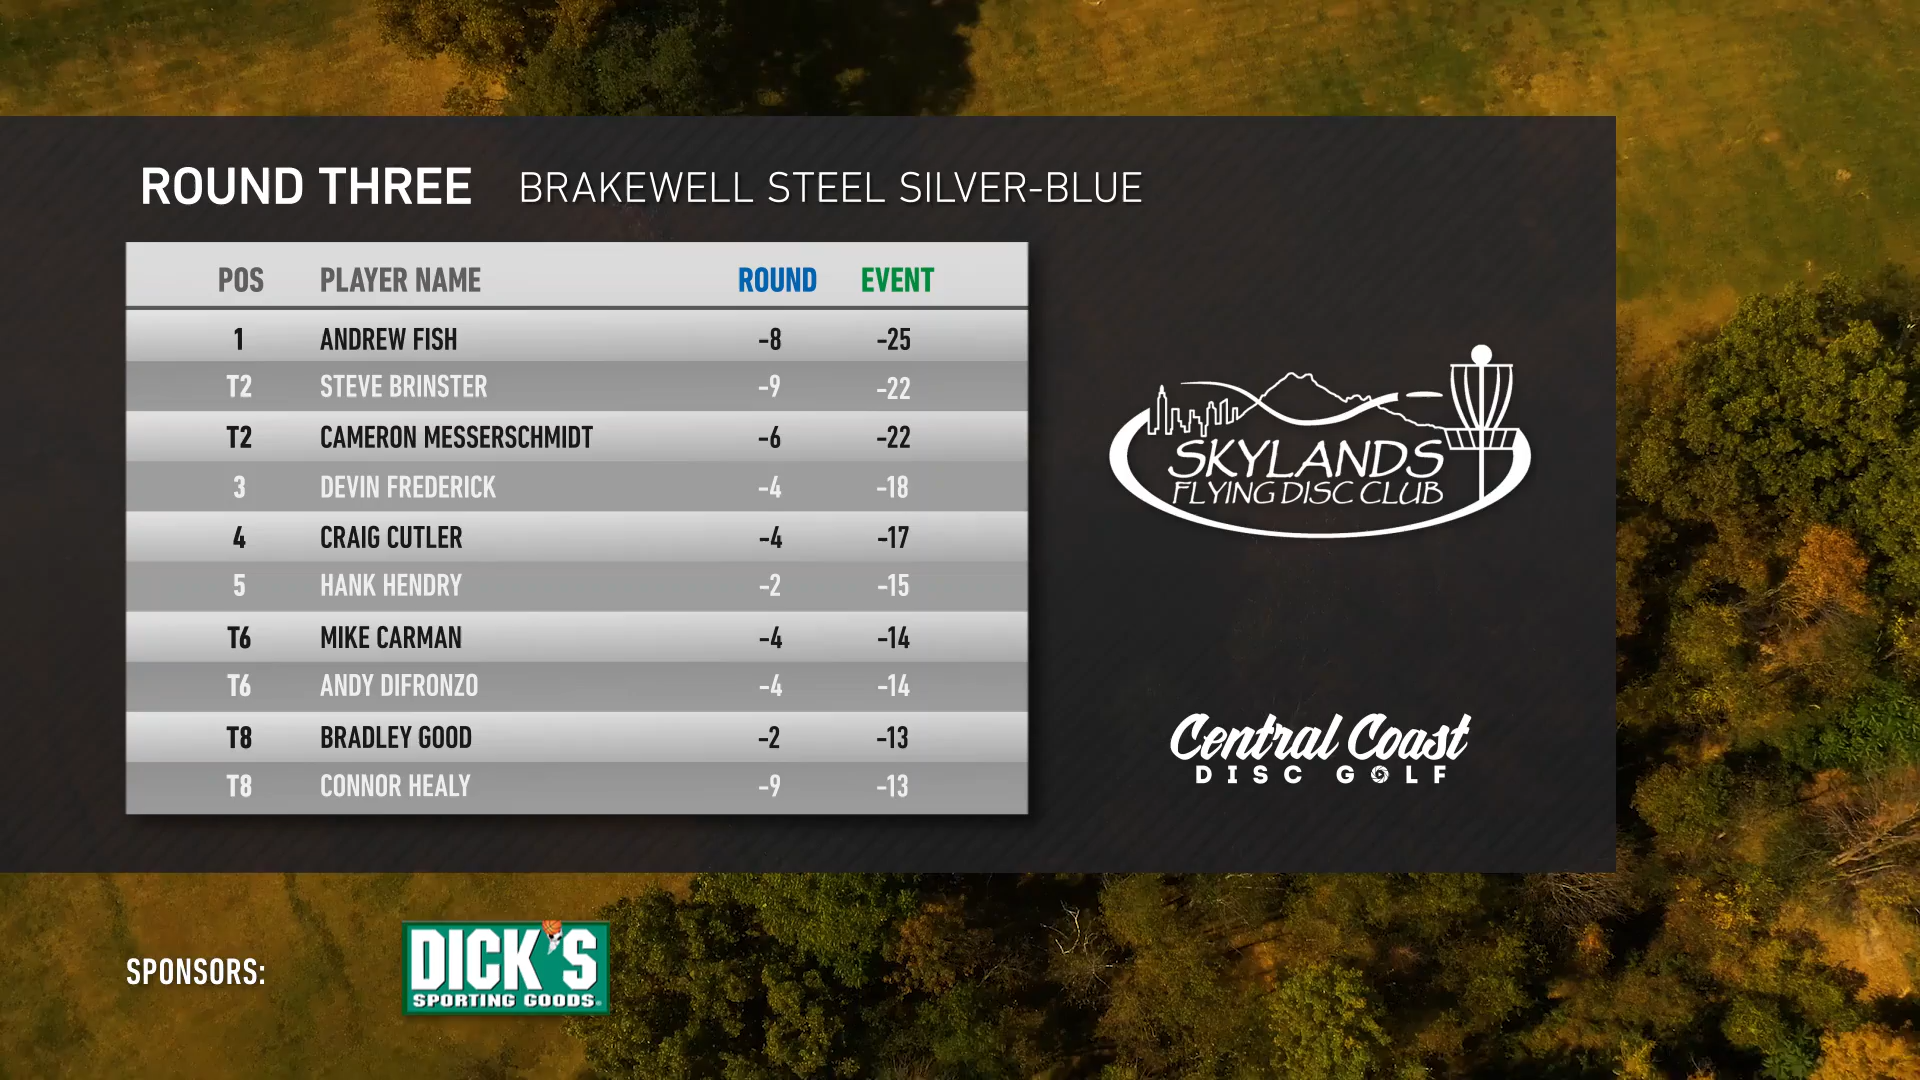 ROUND THREE BRAKEWELL STEEL SILVER-BLUE
POS PLAYER NAME ROUND EVENT
1 ANDREW FISH -8 -25
T2 STEVE BRINSTER -9 -22
T2 CAMERON MESSERSCHMIDT -6 -22
3 DEVIN FREDERICK -4 -18
4 CRAIG CUTLER -4 -17
5 HANK HENDRY -2 -15
T6 MIKE CARMAN -4 -14
T6 ANDY DIFRONZO -4 -14
T8 BRADLEY GOOD -2 -13
T8 CONNOR HEALY -9 -13
SKYLANDS
FLYING DISC CLUB
Central Coast
DISC GOLF
SPONSORS:
DICK'S
SPORTING GOODS